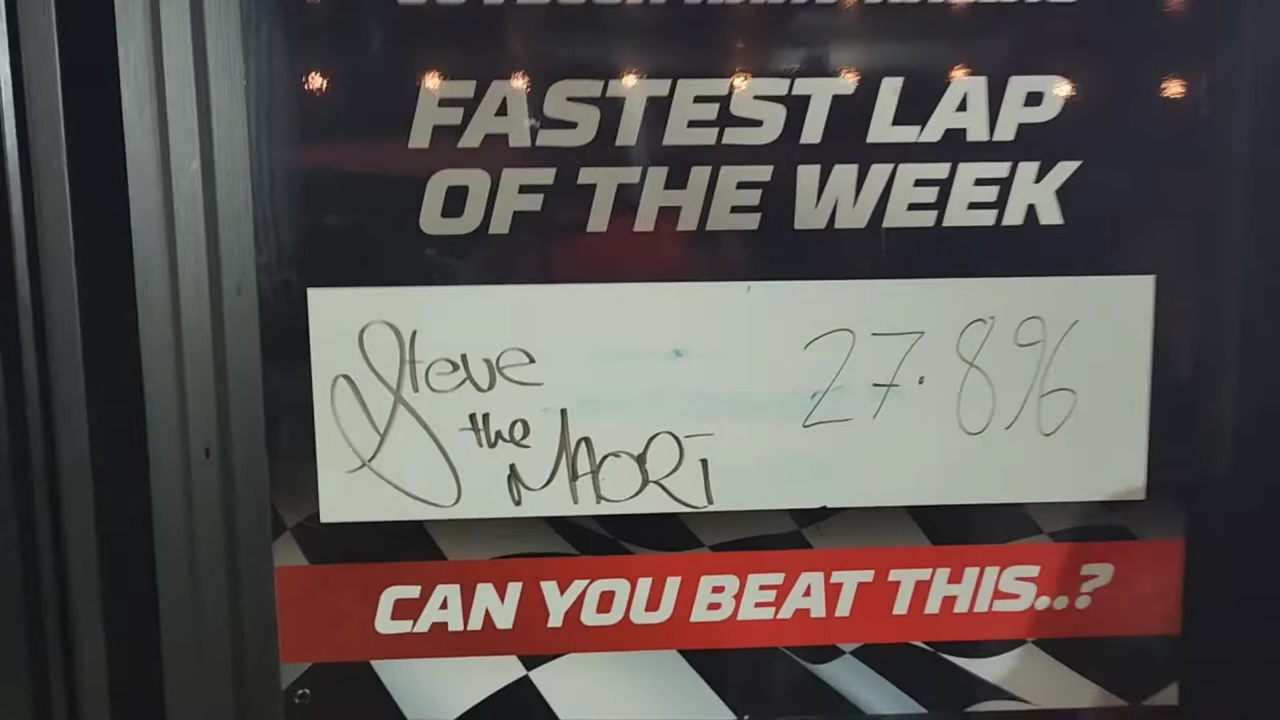 FASTEST LAP
OF THE WEEK
Steve
the MAORI
27.896
CAN YOU BEAT THIS..?